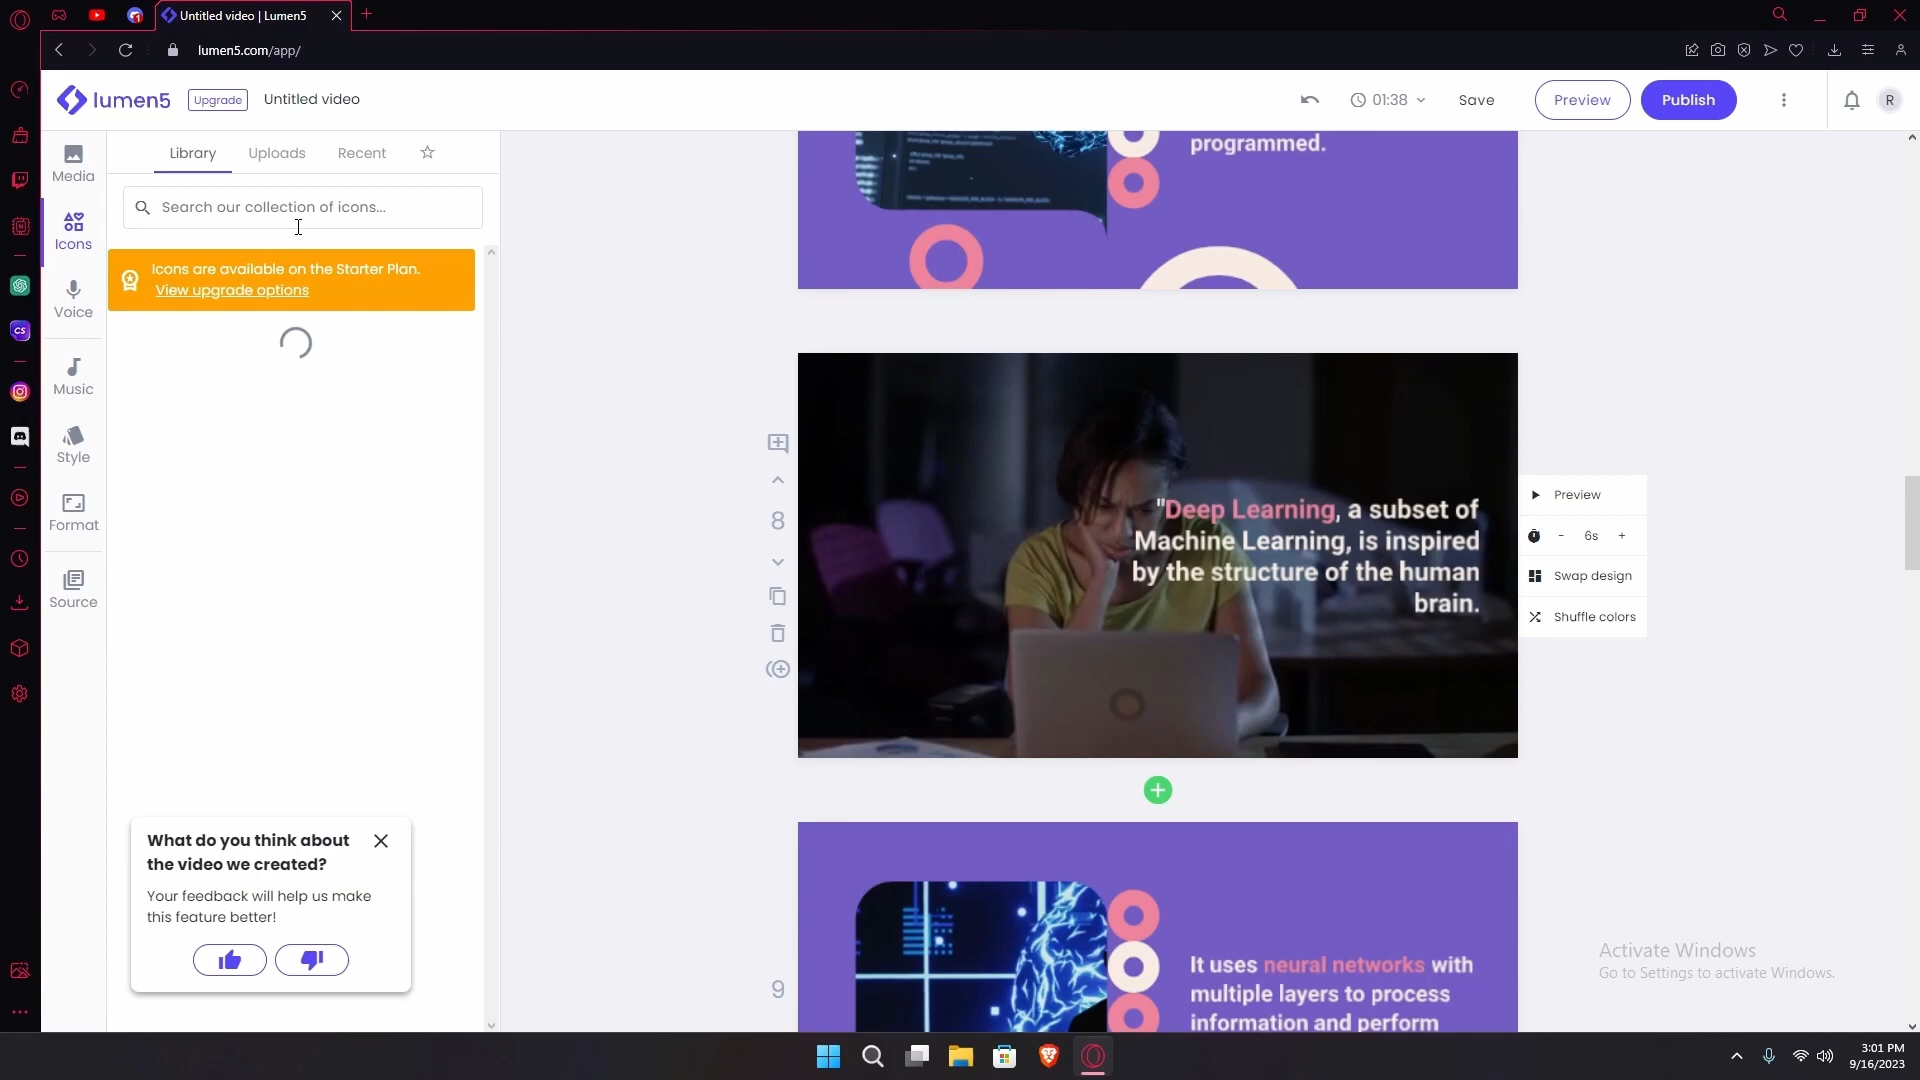 Untitled video | Lumen5
lumen5.com/app/
lumen5
Upgrade
Untitled video
01:38
Save
Preview
Publish
R
Media
Icons
Voice
Music
Style
Format
Source
Library
Uploads
Recent
Search our collection of icons...
Icons are available on the Starter Plan.
View upgrade options
programmed.
8
"Deep Learning, a subset of
Machine Learning, is inspired
by the structure of the human
brain.
Preview
- 6s +
Swap design
Shuffle colors
What do you think about
the video we created?
Your feedback will help us make
this feature better!
9
It uses neural networks with
multiple layers to process
information and perform
Activate Windows
Go to Settings to activate Windows.
CS
3:01 PM
9/16/2023